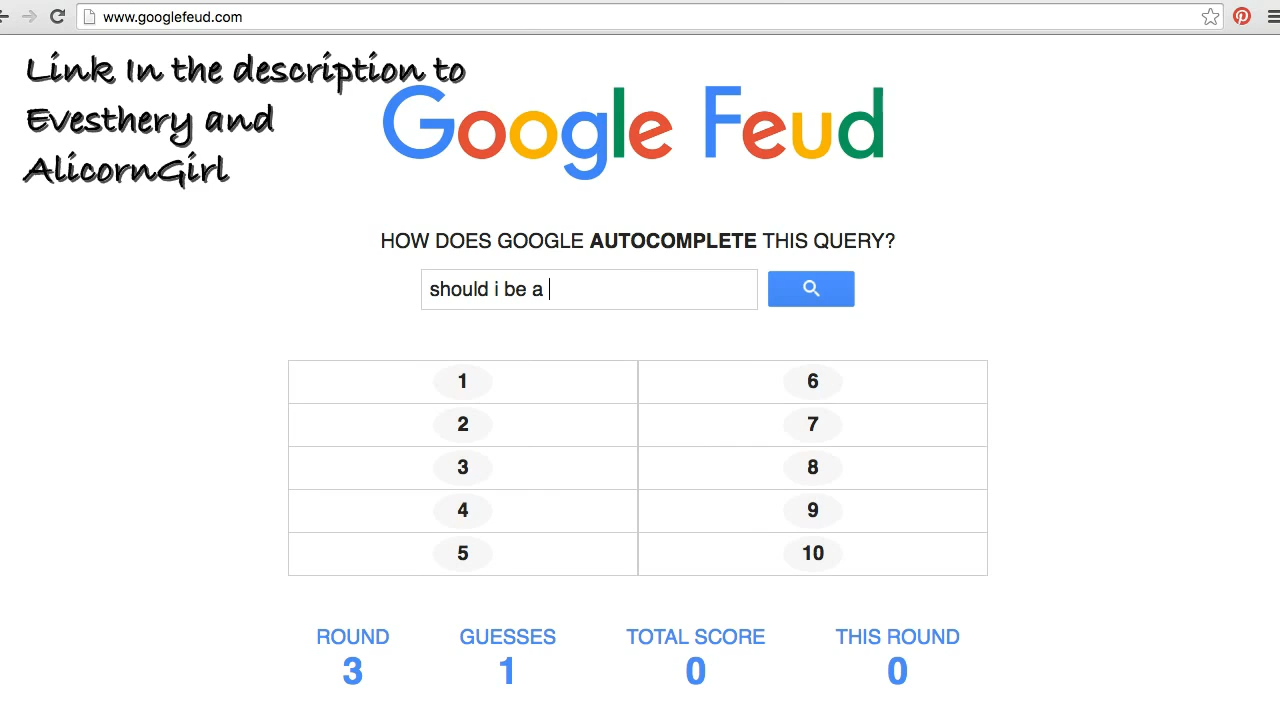 www.googlefeud.com
Link In the description to
Evesthery and
AlicornGirl
Google Feud
HOW DOES GOOGLE AUTOCOMPLETE THIS QUERY?
should i be a
1 6
2 7
3 8
4 9
5 10
ROUND GUESSES TOTAL SCORE THIS ROUND
3 1 0 0